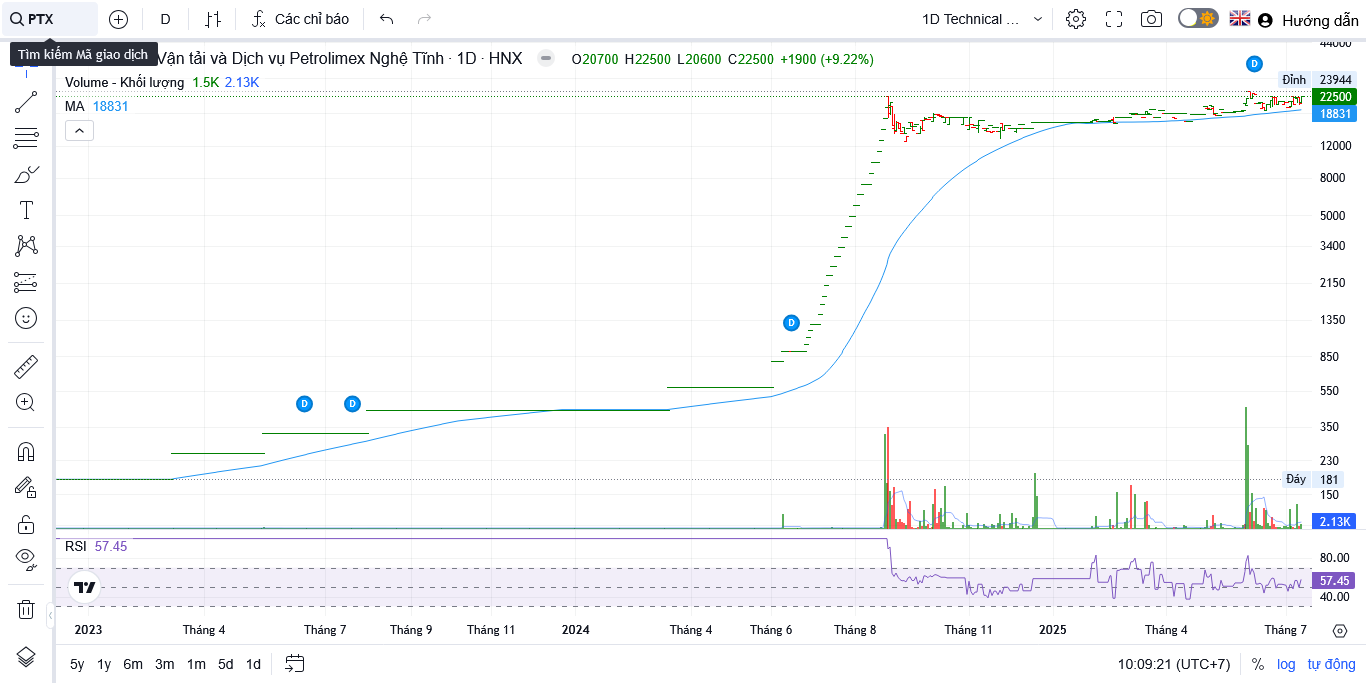 PTX
D
Các chỉ báo
1D Technical ...
Hướng dẫn
Tìm kiếm Mã giao dịch
Vận tải và Dịch vụ Petrolimex Nghệ Tĩnh · 1D · HNX
O20700 H22500 L20600 C22500 +1900 (+9.22%)
Volume - Khối lượng 1.5K 2.13K
MA 18831
D
D
D
D
44000
Đỉnh 23944
22500
18831
12000
8000
5000
3400
2150
1350
850
550
350
230
Đáy 181
150
2.13K
RSI 57.45
80.00
57.45
40.00
2023
Tháng 4
Tháng 7
Tháng 9
Tháng 11
2024
Tháng 4
Tháng 6
Tháng 8
Tháng 11
2025
Tháng 4
Tháng 7
5y 1y 6m 3m 1m 5d 1d
10:09:21 (UTC+7)
% log tự động